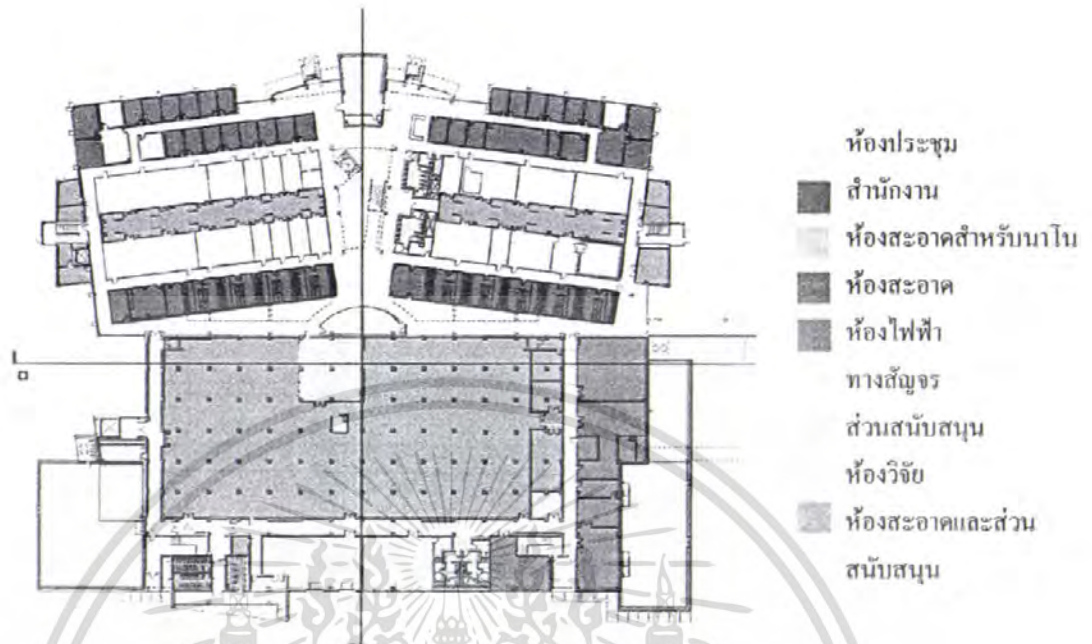 ห้องประชุม
สำนักงาน
ห้องสะอาดสำหรับนาโน
ห้องสะอาด
ห้องไฟฟ้า
ทางสัญจร
ส่วนสนับสนุน
ห้องวิจัย
ห้องสะอาดและส่วน
สนับสนุน